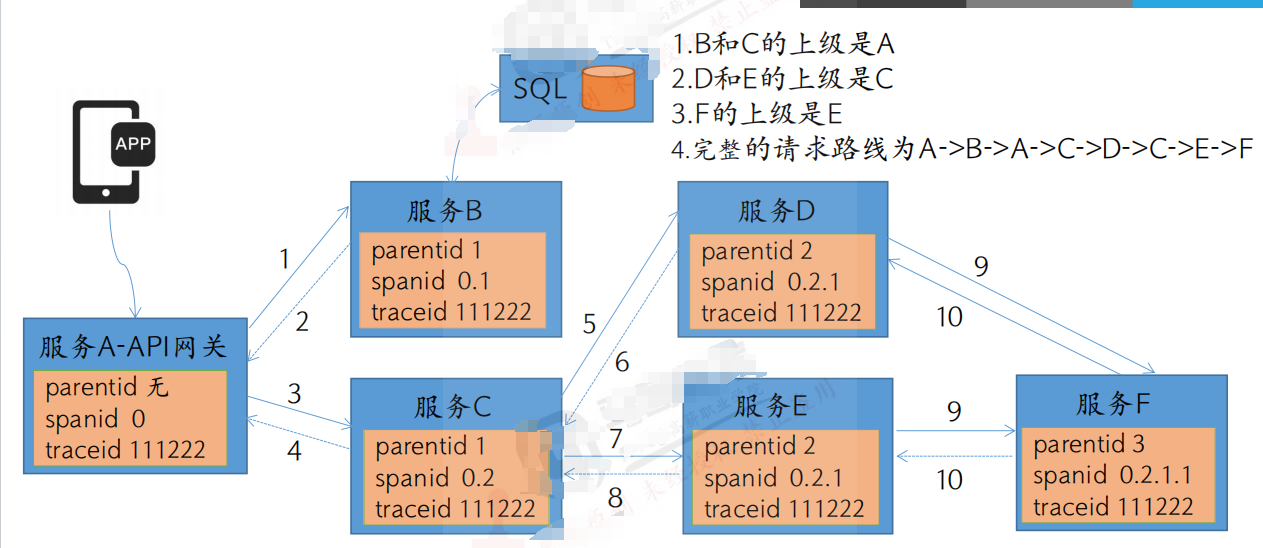 SQL
1.B和C的上级是A
2.D和E的上级是C
3.F的上级是E
4.完整的请求路线为A->B->A->C->D->C->E->F
APP
服务B
parentid 1
spanid 0.1
traceid 111222
服务D
parentid 2
spanid 0.2.1
traceid 111222
1
2
5
6
9
10
服务A-API网关
parentid 无
spanid 0
traceid 111222
3
4
服务C
parentid 1
spanid 0.2
traceid 111222
7
8
服务E
parentid 2
spanid 0.2.1
traceid 111222
9
10
服务F
parentid 3
spanid 0.2.1.1
traceid 111222